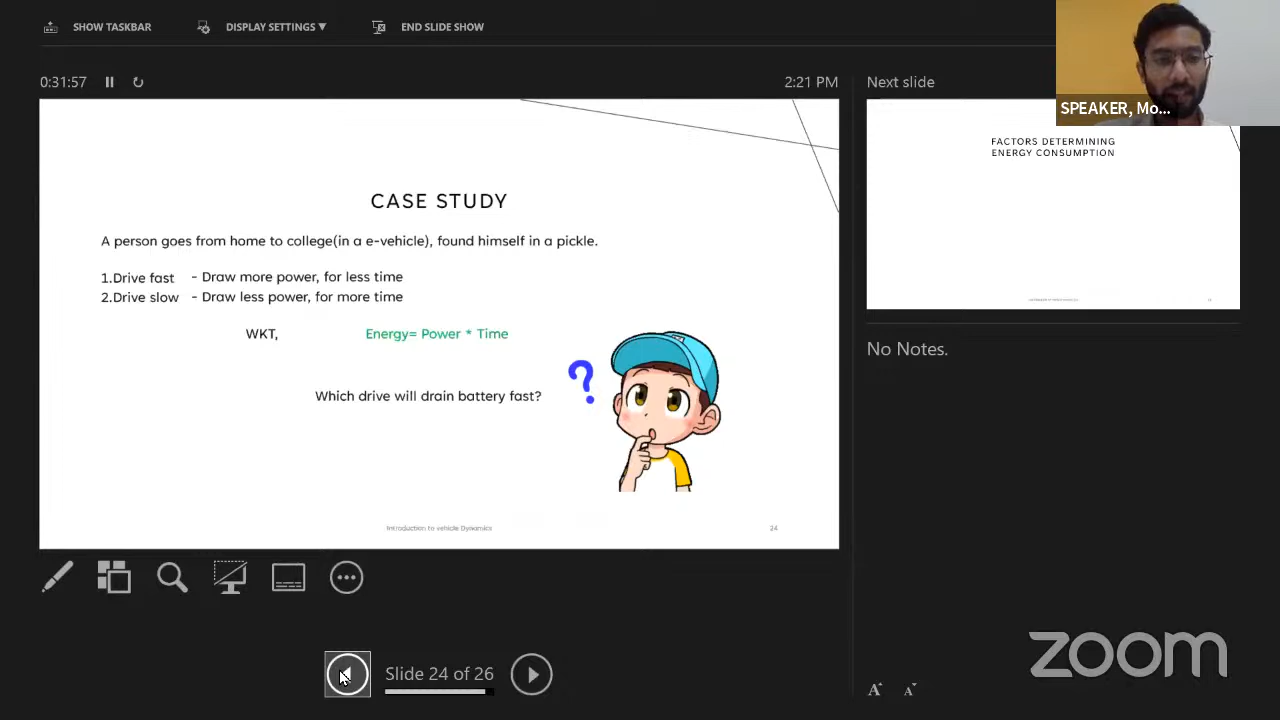 SHOW TASKBAR
DISPLAY SETTINGS ▼
END SLIDE SHOW
0:31:57
2:21 PM
Next slide
SPEAKER, Mo...
FACTORS DETERMINING
ENERGY CONSUMPTION
CASE STUDY
A person goes from home to college(in a e-vehicle), found himself in a pickle.
1.Drive fast - Draw more power, for less time
2.Drive slow - Draw less power, for more time
WKT, Energy= Power * Time
?
Which drive will drain battery fast?
Introduction to vehicle Dynamics
24
No Notes.
Slide 24 of 26
zoom
A A